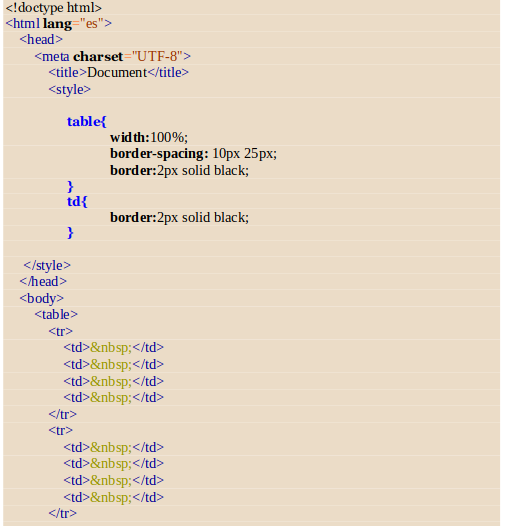 <!doctype html>
<html lang="es">
<head>
<meta charset="UTF-8">
<title>Document</title>
<style>
table{
width:100%;
border-spacing: 10px 25px;
border:2px solid black;
}
td{
border:2px solid black;
}
</style>
</head>
<body>
<table>
<tr>
<td>&nbsp;</td>
<td>&nbsp;</td>
<td>&nbsp;</td>
<td>&nbsp;</td>
</tr>
<tr>
<td>&nbsp;</td>
<td>&nbsp;</td>
<td>&nbsp;</td>
<td>&nbsp;</td>
</tr>